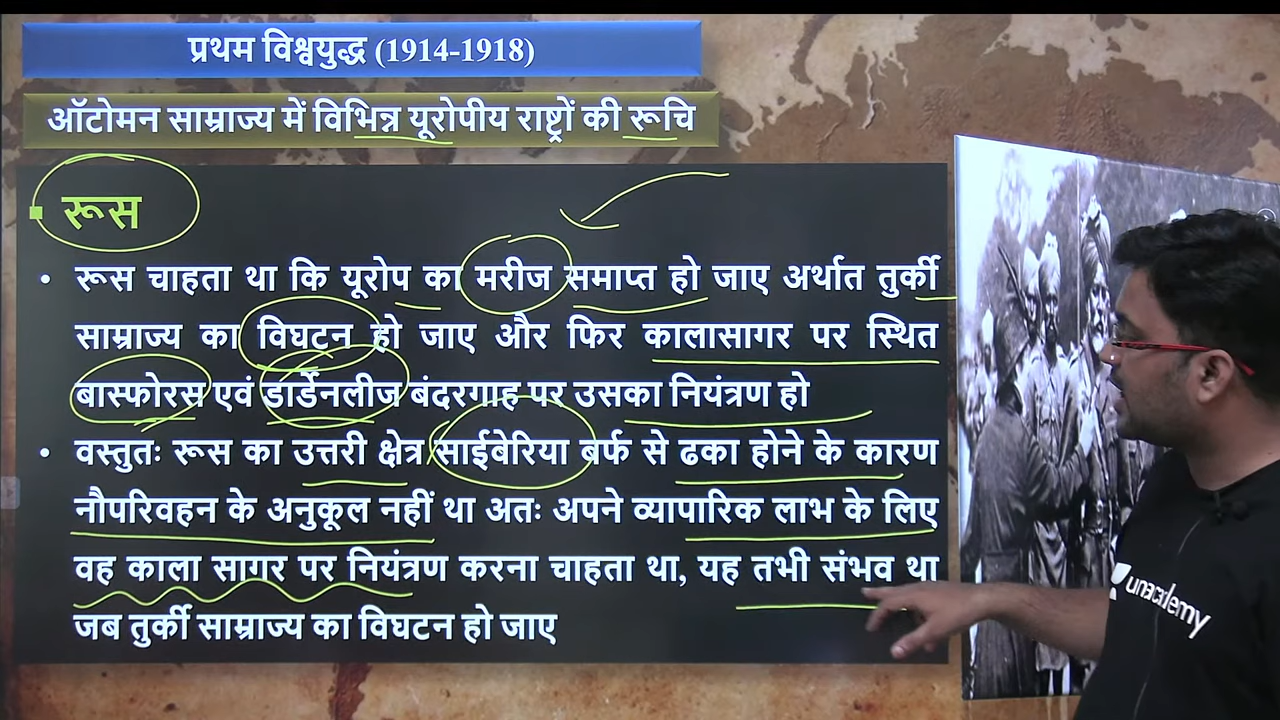 प्रथम विश्वयुद्ध (1914-1918)
ऑटोमन साम्राज्य में विभिन्न यूरोपीय राष्ट्रों की रूचि
रूस
रूस चाहता था कि यूरोप का मरीज समाप्त हो जाए अर्थात तुर्की
साम्राज्य का विघटन हो जाए और फिर कालासागर पर स्थित
बास्फोरस एवं डार्डेनलीज बंदरगाह पर उसका नियंत्रण हो
वस्तुतः रूस का उत्तरी क्षेत्र साईबेरिया बर्फ से ढका होने के कारण
नौपरिवहन के अनुकूल नहीं था अतः अपने व्यापारिक लाभ के लिए
वह काला सागर पर नियंत्रण करना चाहता था, यह तभी संभव था
जब तुर्की साम्राज्य का विघटन हो जाए
unacademy